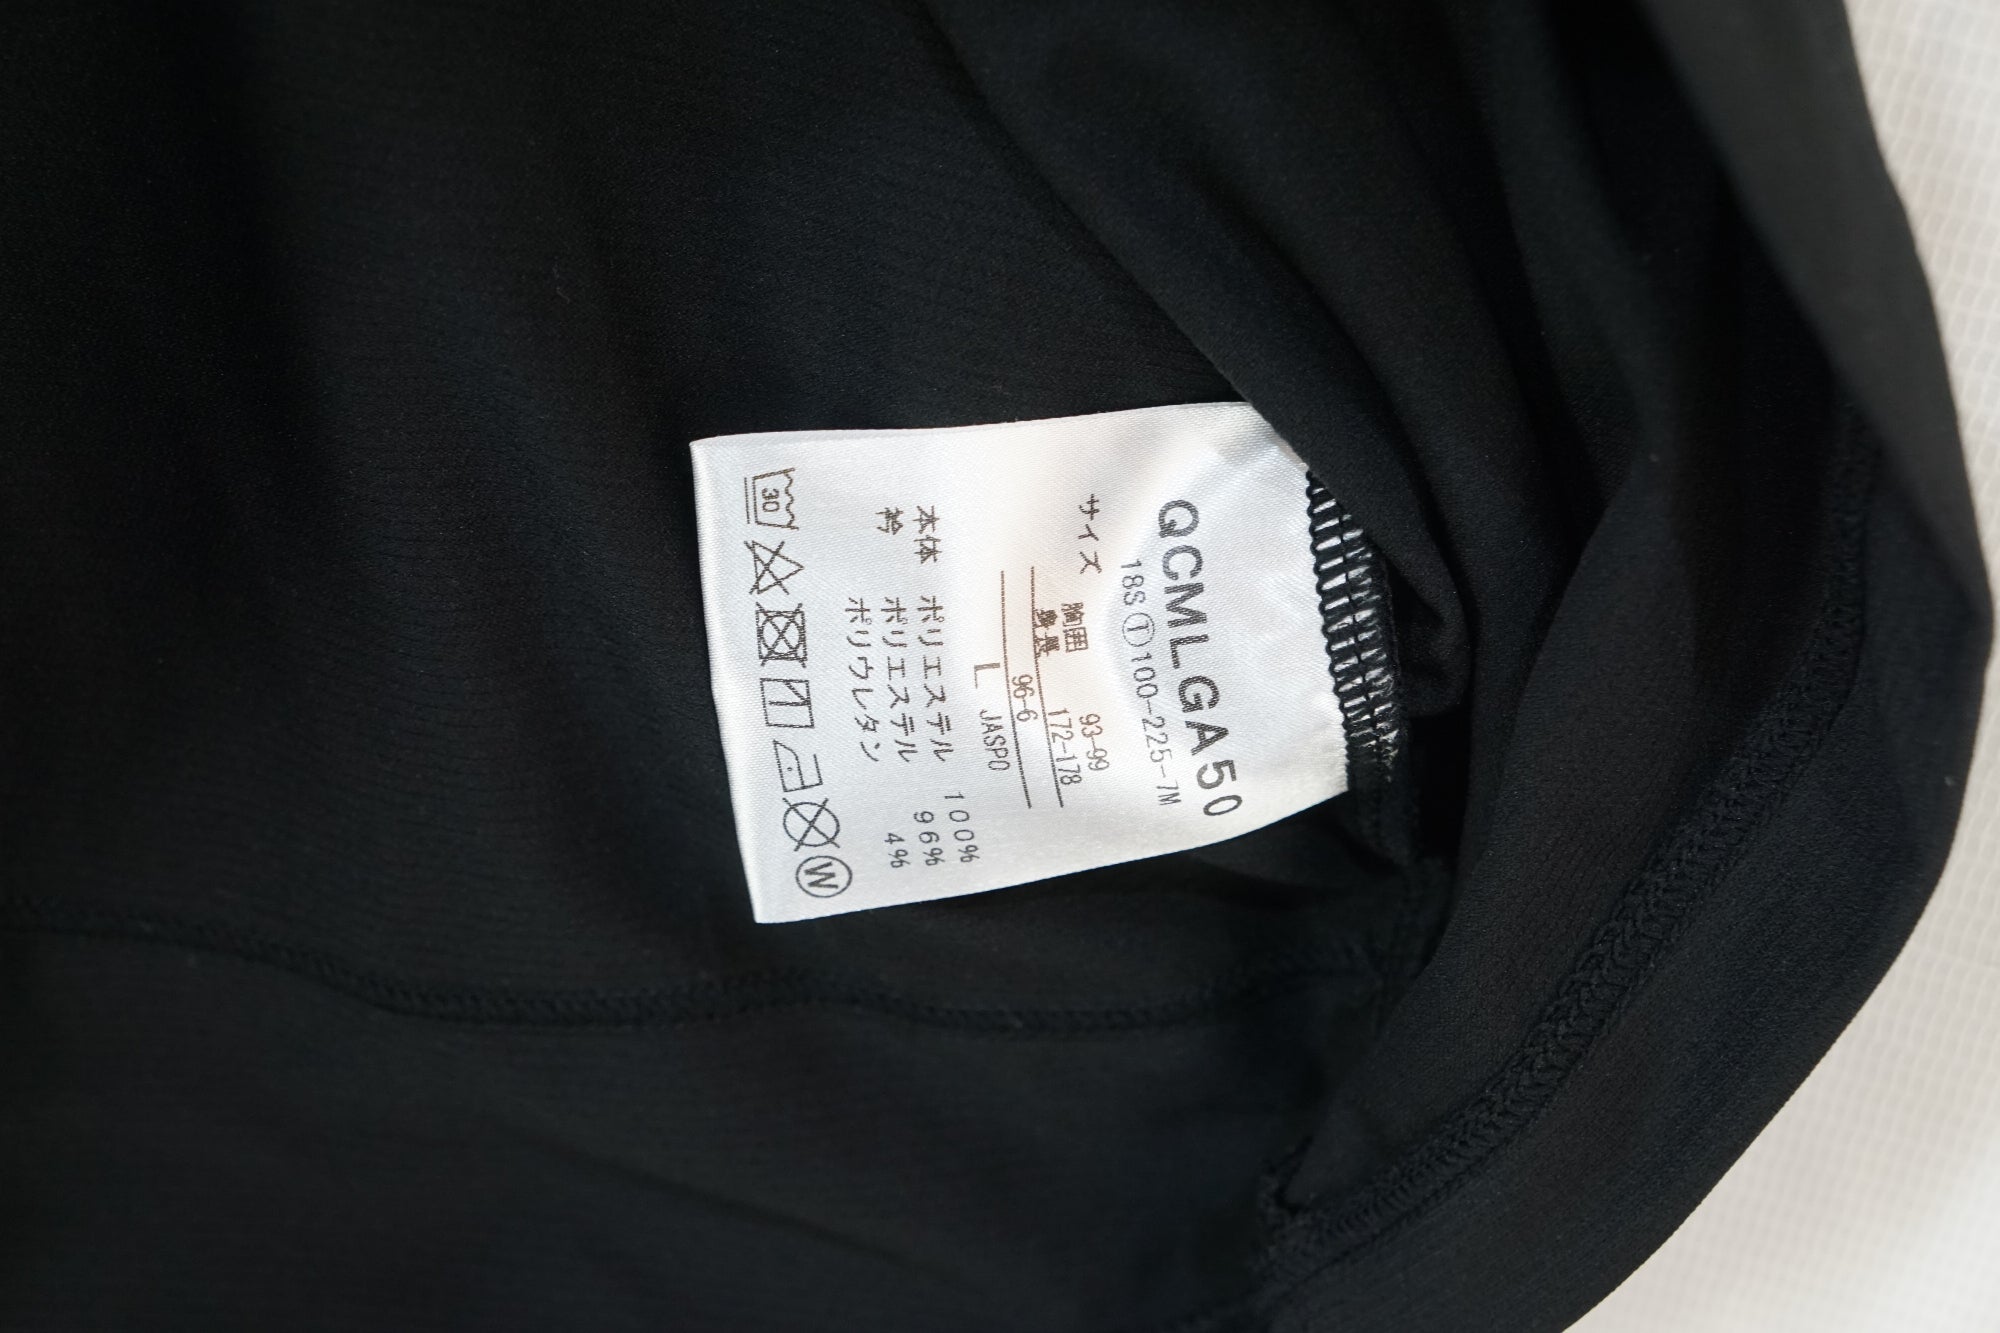 QCMLGA50
18SⓉ100-225-7M
サイズ
胸囲 93-99
身長 172-178
96-6
L JASPO
本体 ポリエステル 100%
衿 ポリエステル 96%
ポリウレタン 4%
30
W